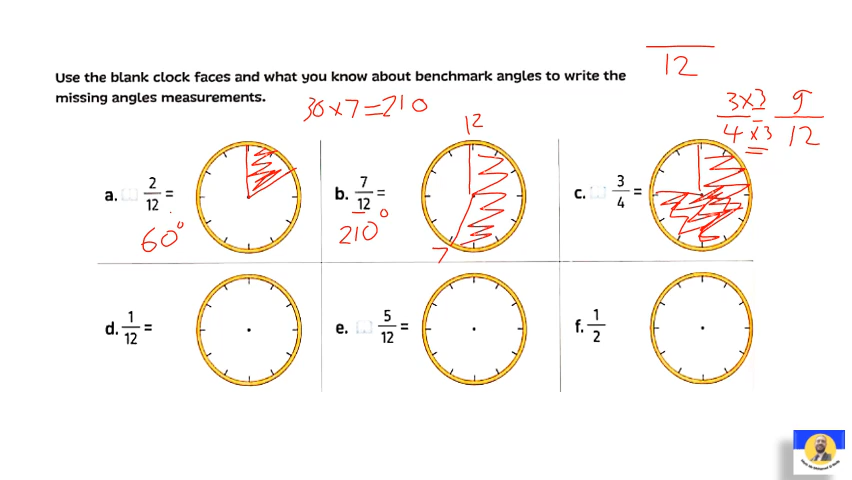 12
Use the blank clock faces and what you know about benchmark angles to write the
missing angles measurements.
30 x 7 = 210
3 x 3 / 4 x 3 = 9 / 12
12
a. 2/12 =
60°
b. 7/12 =
210°
7
c. 3/4 =
d. 1/12 =
e. 5/12 =
f. 1/2